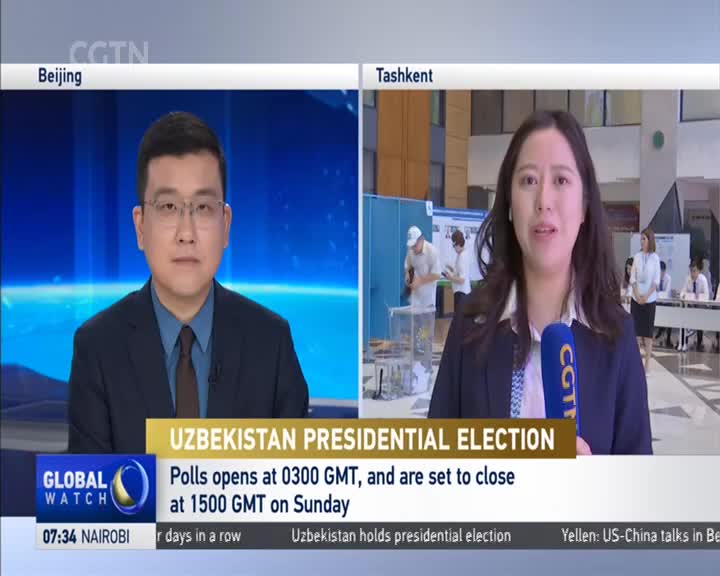 CGTN
Beijing
Tashkent
CGTN
UZBEKISTAN PRESIDENTIAL ELECTION
Polls opens at 0300 GMT, and are set to close
at 1500 GMT on Sunday
GLOBAL
WATCH
07:34 NAIROBI
r days in a row Uzbekistan holds presidential election Yellen: US-China talks in Be